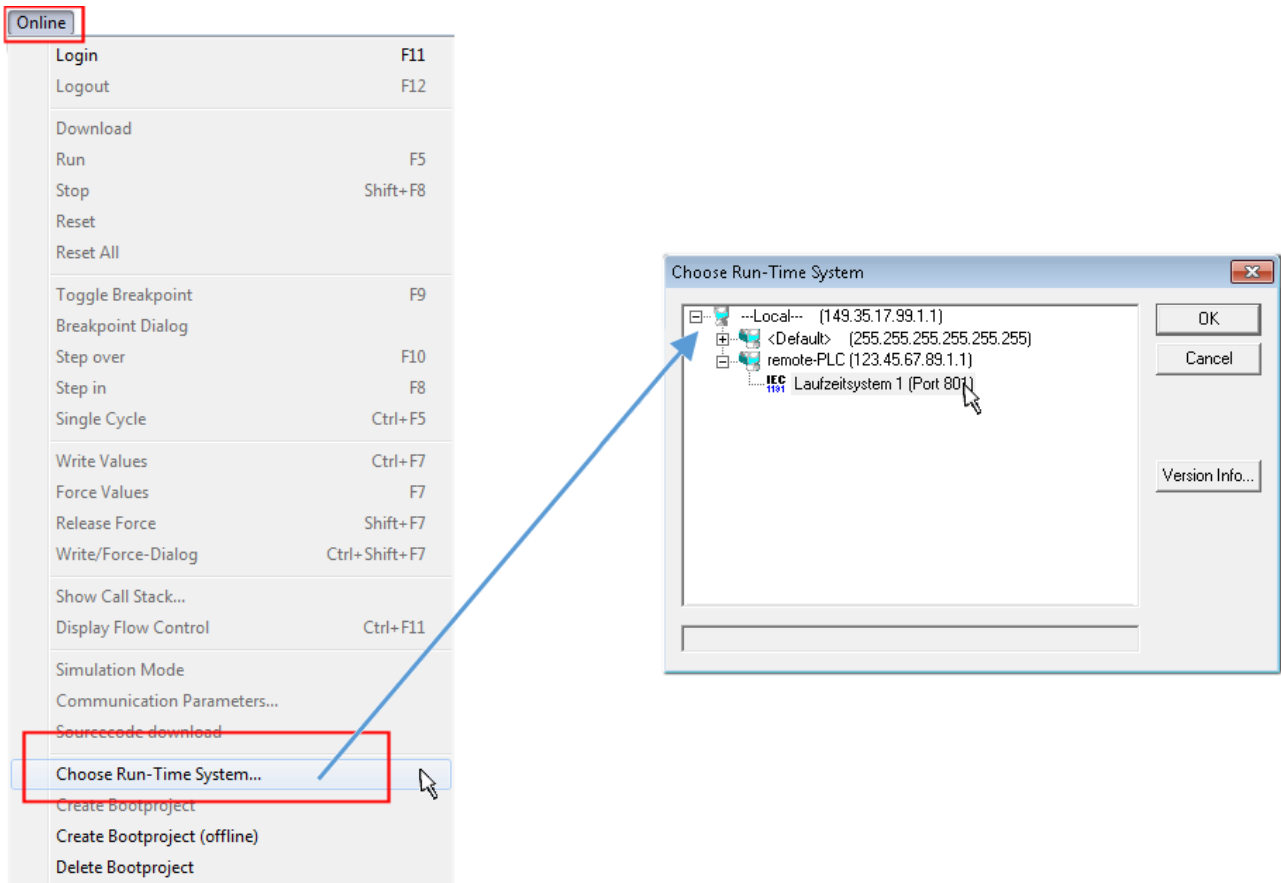 Online
Login F11
Logout F12
Download
Run F5
Stop Shift+F8
Reset
Reset All
Toggle Breakpoint F9
Breakpoint Dialog
Step over F10
Step in F8
Single Cycle Ctrl+F5
Write Values Ctrl+F7
Force Values F7
Release Force Shift+F7
Write/Force-Dialog Ctrl+Shift+F7
Show Call Stack...
Display Flow Control Ctrl+F11
Simulation Mode
Communication Parameters...
Sourcecode download
Choose Run-Time System...
Create Bootproject
Create Bootproject (offline)
Delete Bootproject
Choose Run-Time System
---Local--- (149.35.17.99.1.1)
<Default> (255.255.255.255.255.255)
remote-PLC (123.45.67.89.1.1)
IEC 1131 Laufzeitsystem 1 (Port 801)
OK
Cancel
Version Info...